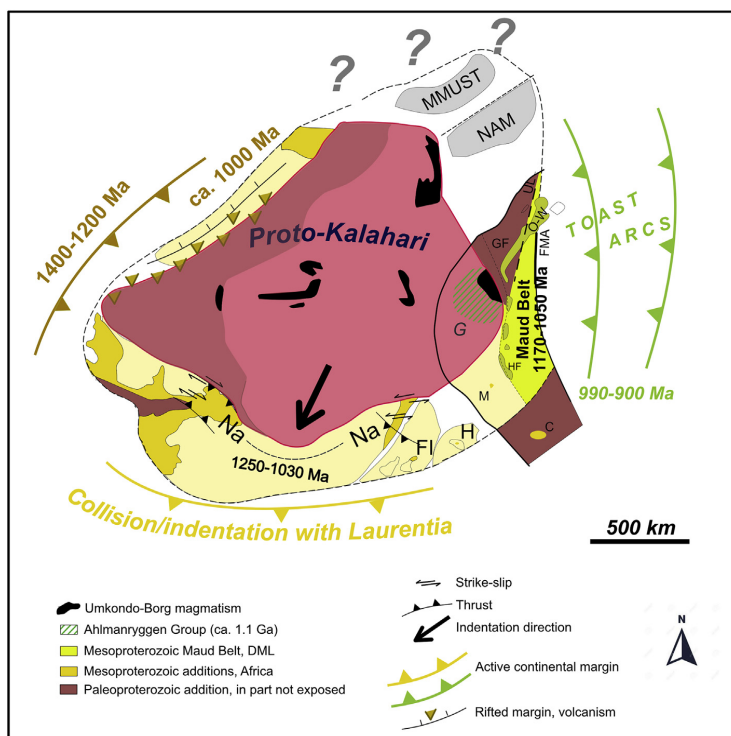 ? ? ?
MMUST
NAM
ca. 1000 Ma
1400-1200 Ma
Proto-Kalahari
TOAST
ARCS
O-W
GF
FMA
Maud Belt
1170-1050 Ma
G
HF
M
C
990-900 Ma
Na
Na
FI
H
1250-1030 Ma
Collision/indentation with Laurentia
500 km
Umkondo-Borg magmatism
Ahlmanryggen Group (ca. 1.1 Ga)
Mesoproterozoic Maud Belt, DML
Mesoproterozoic additions, Africa
Paleoproterozoic addition, in part not exposed
Strike-slip
Thrust
Indentation direction
Active continental margin
Rifted margin, volcanism
N